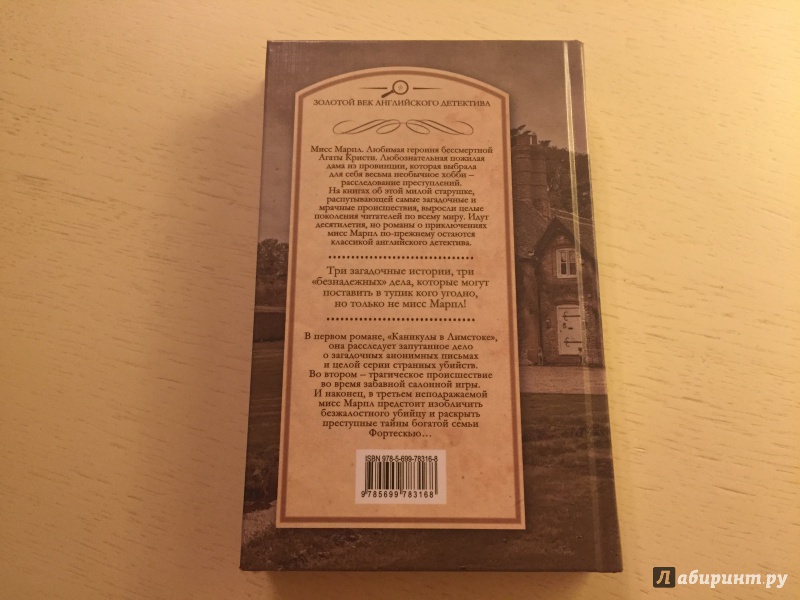 ЗОЛОТОЙ ВЕК АНГЛИЙСКОГО ДЕТЕКТИВА
Мисс Марпл. Любимая героиня бессмертной
Агаты Кристи. Любознательная пожилая
дама из провинции, которая выбрала
для себя весьма необычное хобби –
расследование преступлений.
На книгах об этой милой старушке,
распутывающей самые загадочные и
мрачные происшествия, выросли целые
поколения читателей по всему миру. Идут
десятилетия, но романы о приключениях
мисс Марпл по-прежнему остаются
классикой английского детектива.
Три загадочные истории, три
«безнадежных» дела, которые могут
поставить в тупик кого угодно,
но только не мисс Марпл!
В первом романе, «Каникулы в Лимстоке»,
она расследует запутанное дело
о загадочных анонимных письмах
и целой серии странных убийств.
Во втором – трагическое происшествие
во время забавной салонной игры.
И наконец, в третьем неподражаемой
мисс Марпл предстоит изобличить
безжалостного убийцу и раскрыть
преступные тайны богатой семьи
Фортескью...
ISBN 978-5-699-78316-8
9 785699 783168
Лабиринт.ру